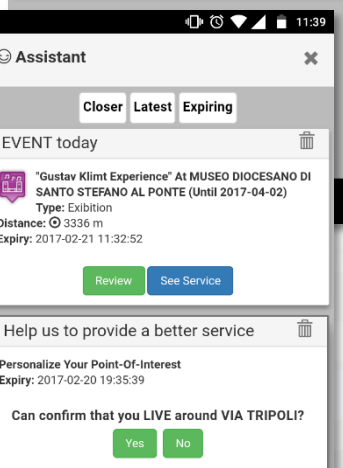 11:39
Assistant
Closer Latest Expiring
EVENT today
"Gustav Klimt Experience" At MUSEO DIOCESANO DI
SANTO STEFANO AL PONTE (Until 2017-04-02)
Type: Exibition
Distance: 3336 m
Expiry: 2017-02-21 11:32:52
Review See Service
Help us to provide a better service
Personalize Your Point-Of-Interest
Expiry: 2017-02-20 19:35:39
Can confirm that you LIVE around VIA TRIPOLI?
Yes No